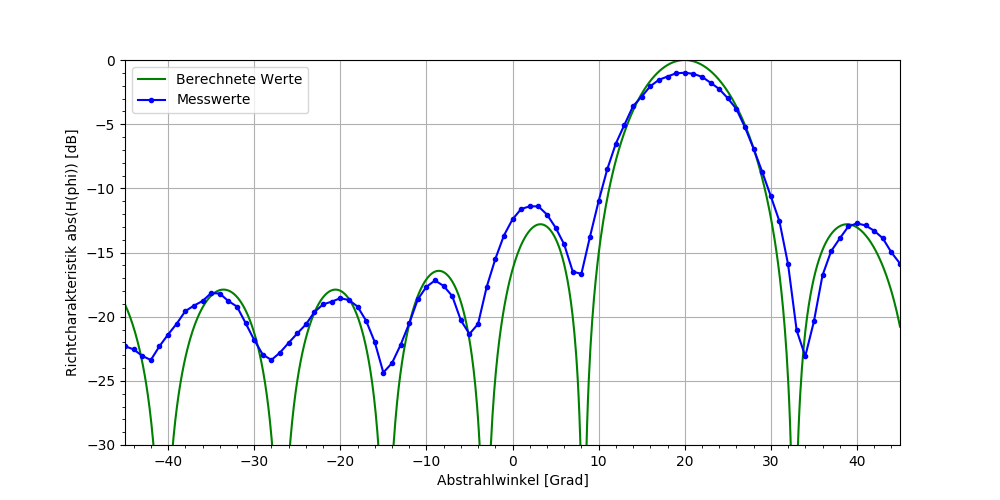 Berechnete Werte
Messwerte
Richtcharakteristik abs(H(phi)) [dB]
0
−5
−10
−15
−20
−25
−30
−40 −30 −20 −10 0 10 20 30 40
Abstrahlwinkel [Grad]